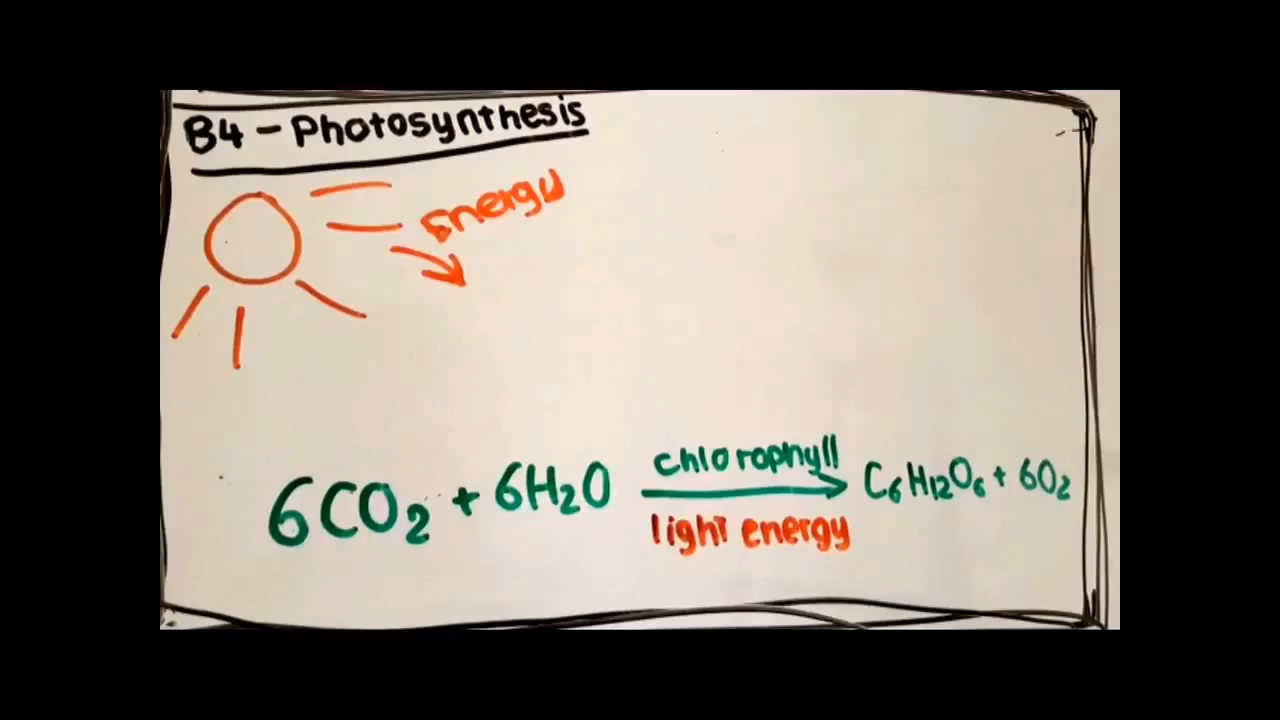 B4 - Photosynthesis
Energy
chlorophyll
6CO₂ + 6H₂O → C₆H₁₂O₆ + 6O₂
light energy